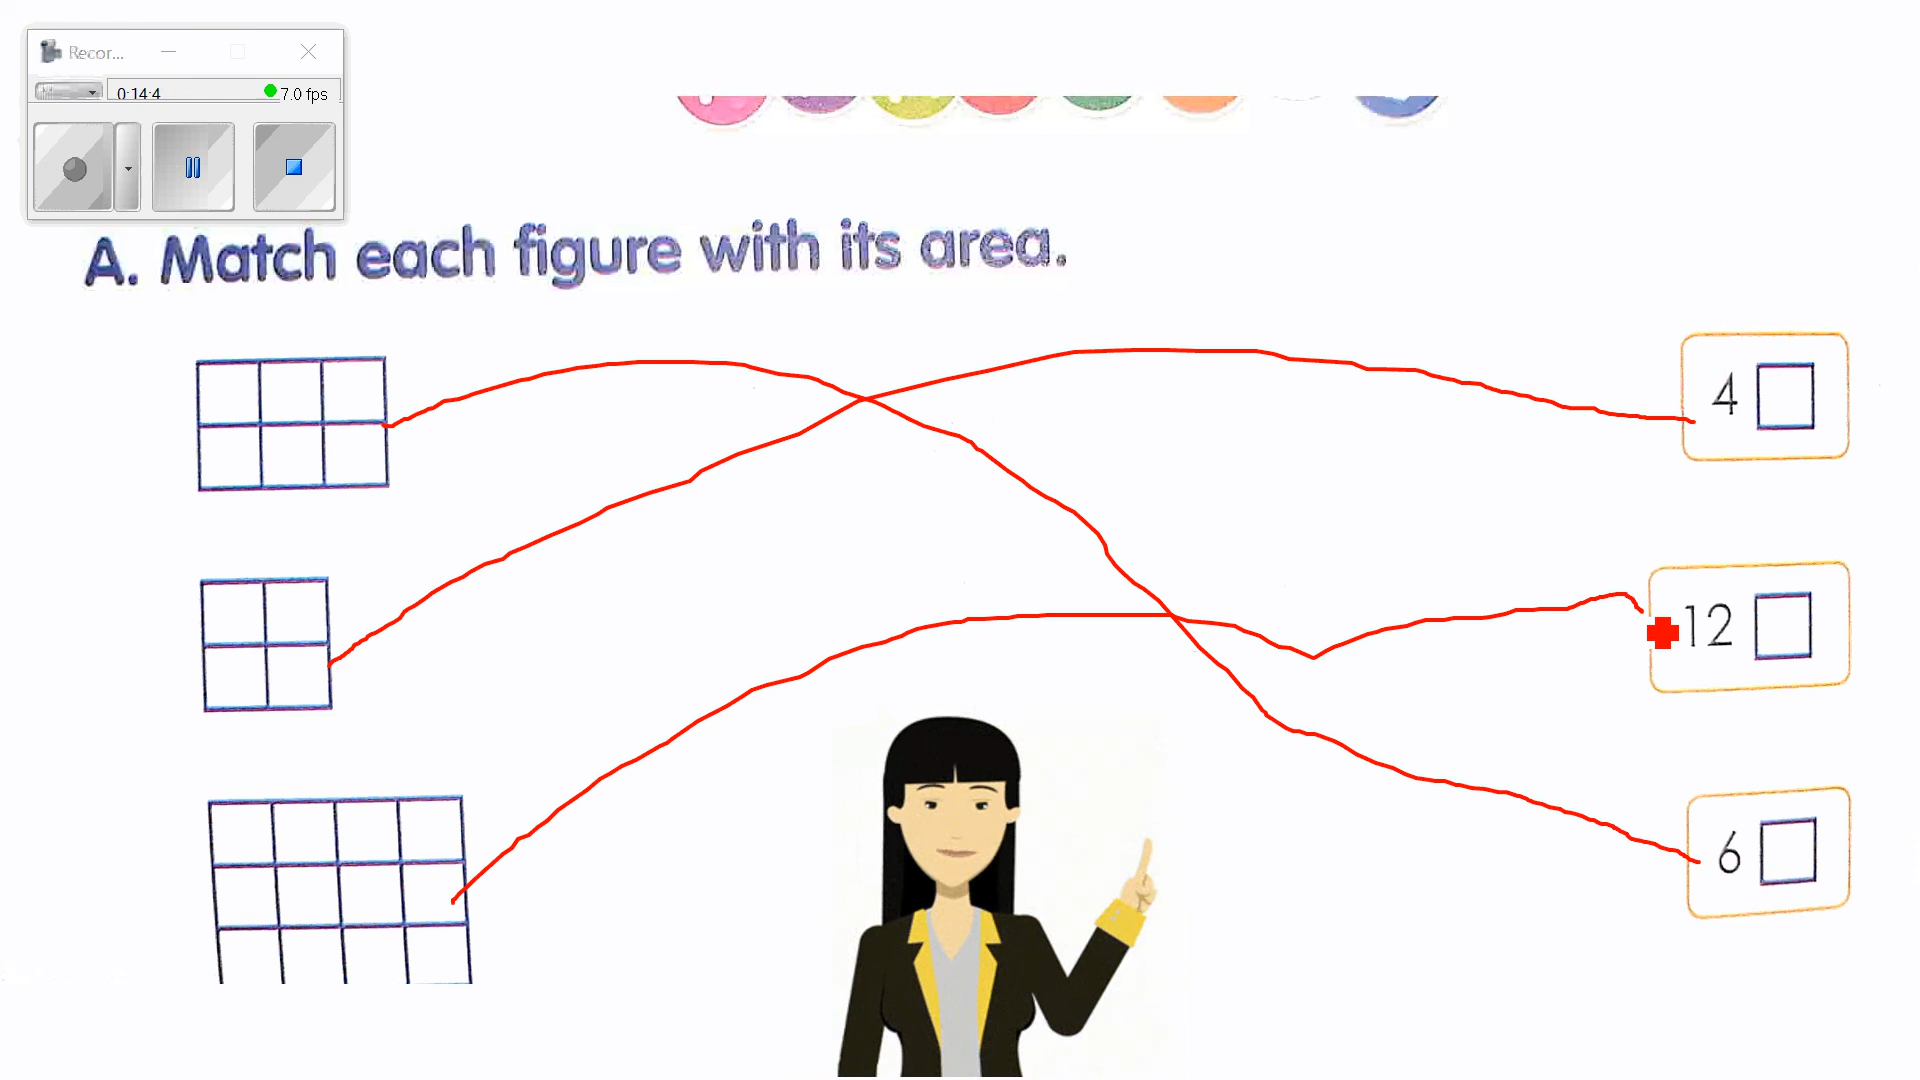 Recor...
0:14:4 7.0 fps
A. Match each figure with its area.
4
12
6